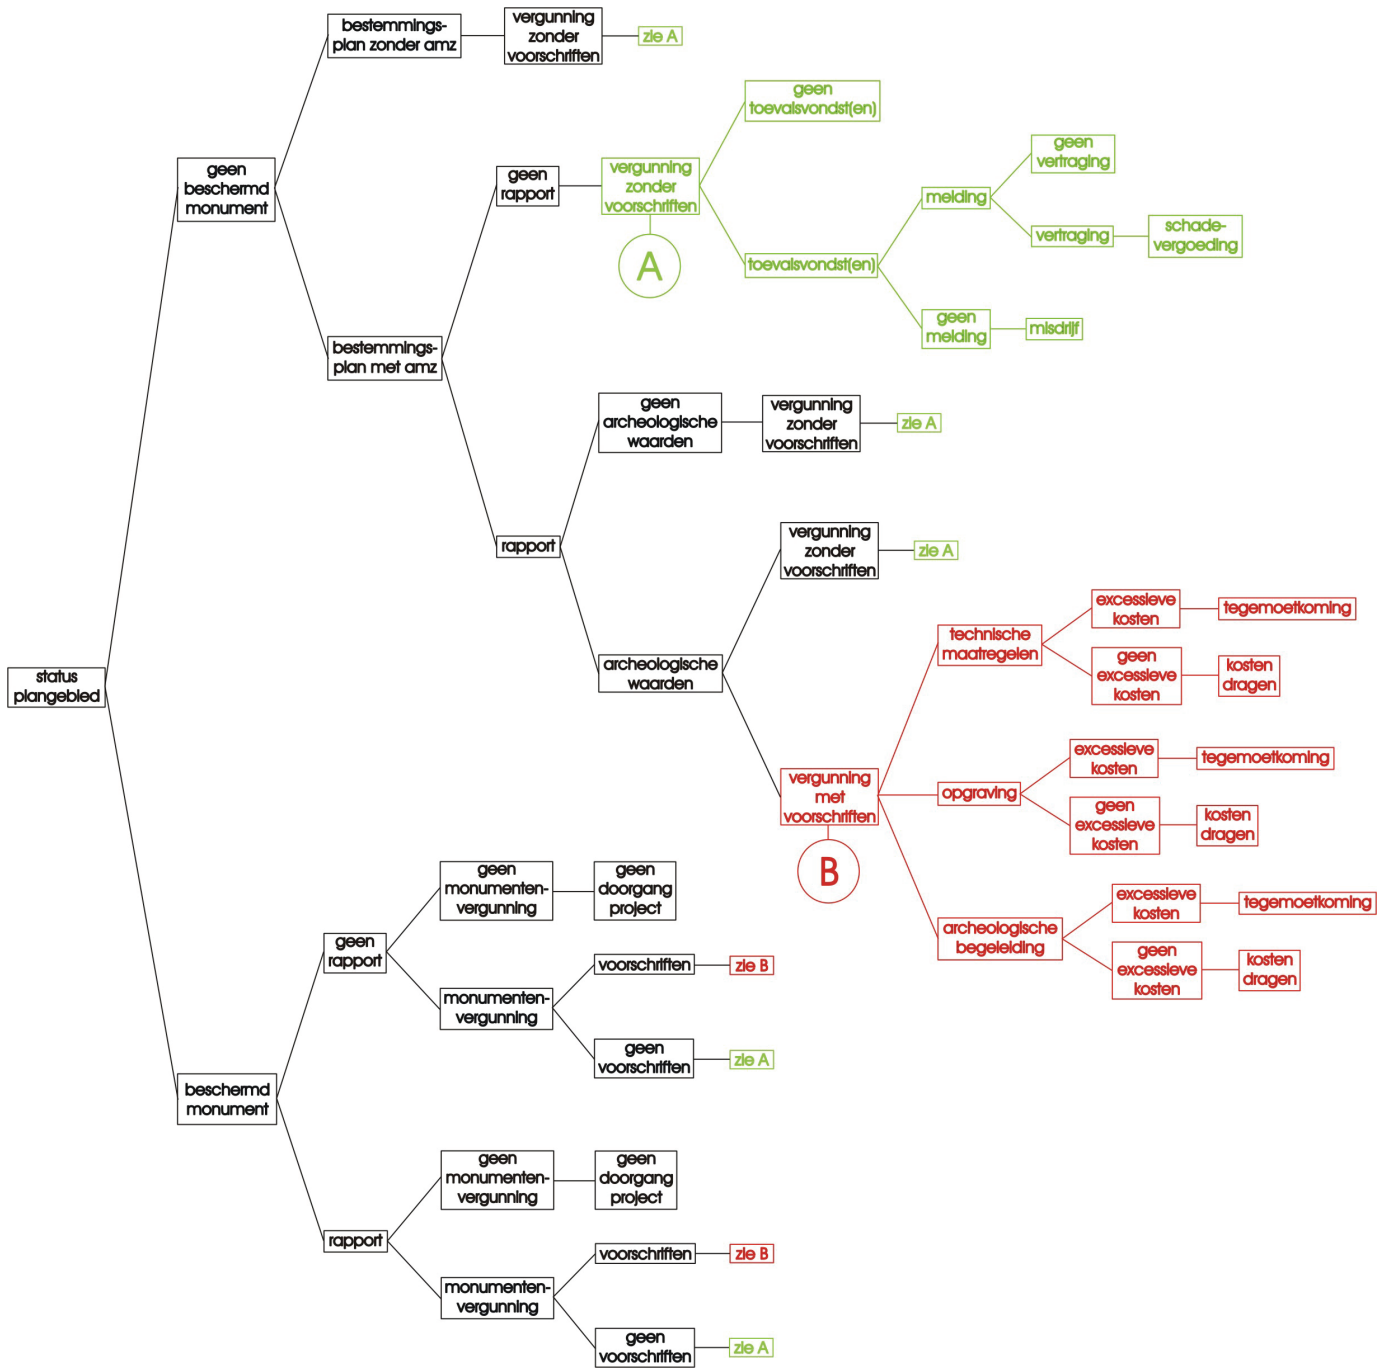 bestemmings-
plan zonder amz
vergunning
zonder
voorschriften
zie A
geen
toevalsvondst(en)
geen
vertraging
geen
beschermd
monument
geen
rapport
vergunning
zonder
voorschriften
melding
vertraging
schade-
vergoeding
A
toevalsvondst(en)
geen
melding
misdrijf
bestemmings-
plan met amz
geen
archeologische
waarden
vergunning
zonder
voorschriften
zie A
rapport
vergunning
zonder
voorschriften
zie A
archeologische
waarden
status
plangebied
technische
maatregelen
excessieve
kosten
tegemoetkoming
geen
excessieve
kosten
kosten
dragen
vergunning
met
voorschriften
B
opgraving
excessieve
kosten
tegemoetkoming
geen
excessieve
kosten
kosten
dragen
archeologische
begeleiding
excessieve
kosten
tegemoetkoming
geen
excessieve
kosten
kosten
dragen
geen
monumenten-
vergunning
geen
doorgang
project
geen
rapport
monumenten-
vergunning
voorschriften
zie B
geen
voorschriften
zie A
beschermd
monument
geen
monumenten-
vergunning
geen
doorgang
project
rapport
monumenten-
vergunning
voorschriften
zie B
geen
voorschriften
zie A